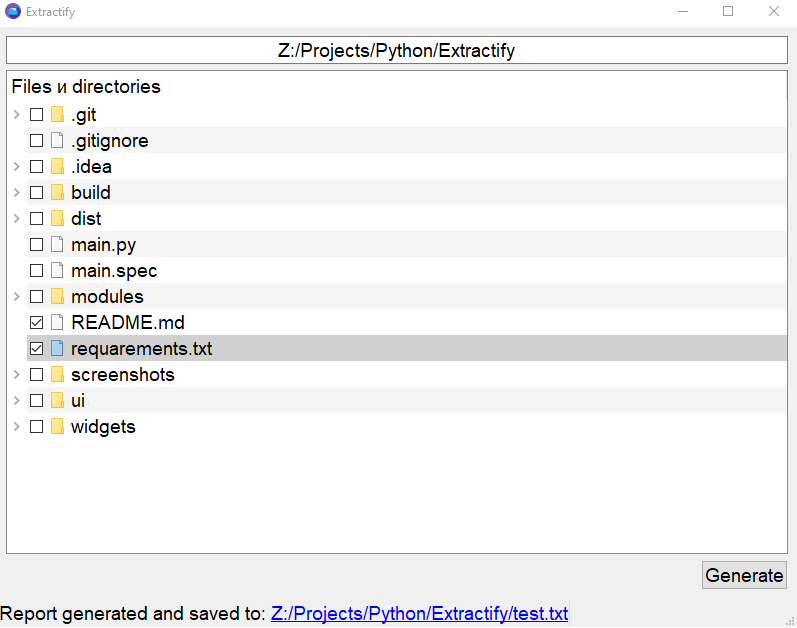 Extractify
Z:/Projects/Python/Extractify
Files и directories
.git
.gitignore
.idea
build
dist
main.py
main.spec
modules
README.md
requarements.txt
screenshots
ui
widgets
Generate
Report generated and saved to: Z:/Projects/Python/Extractify/test.txt